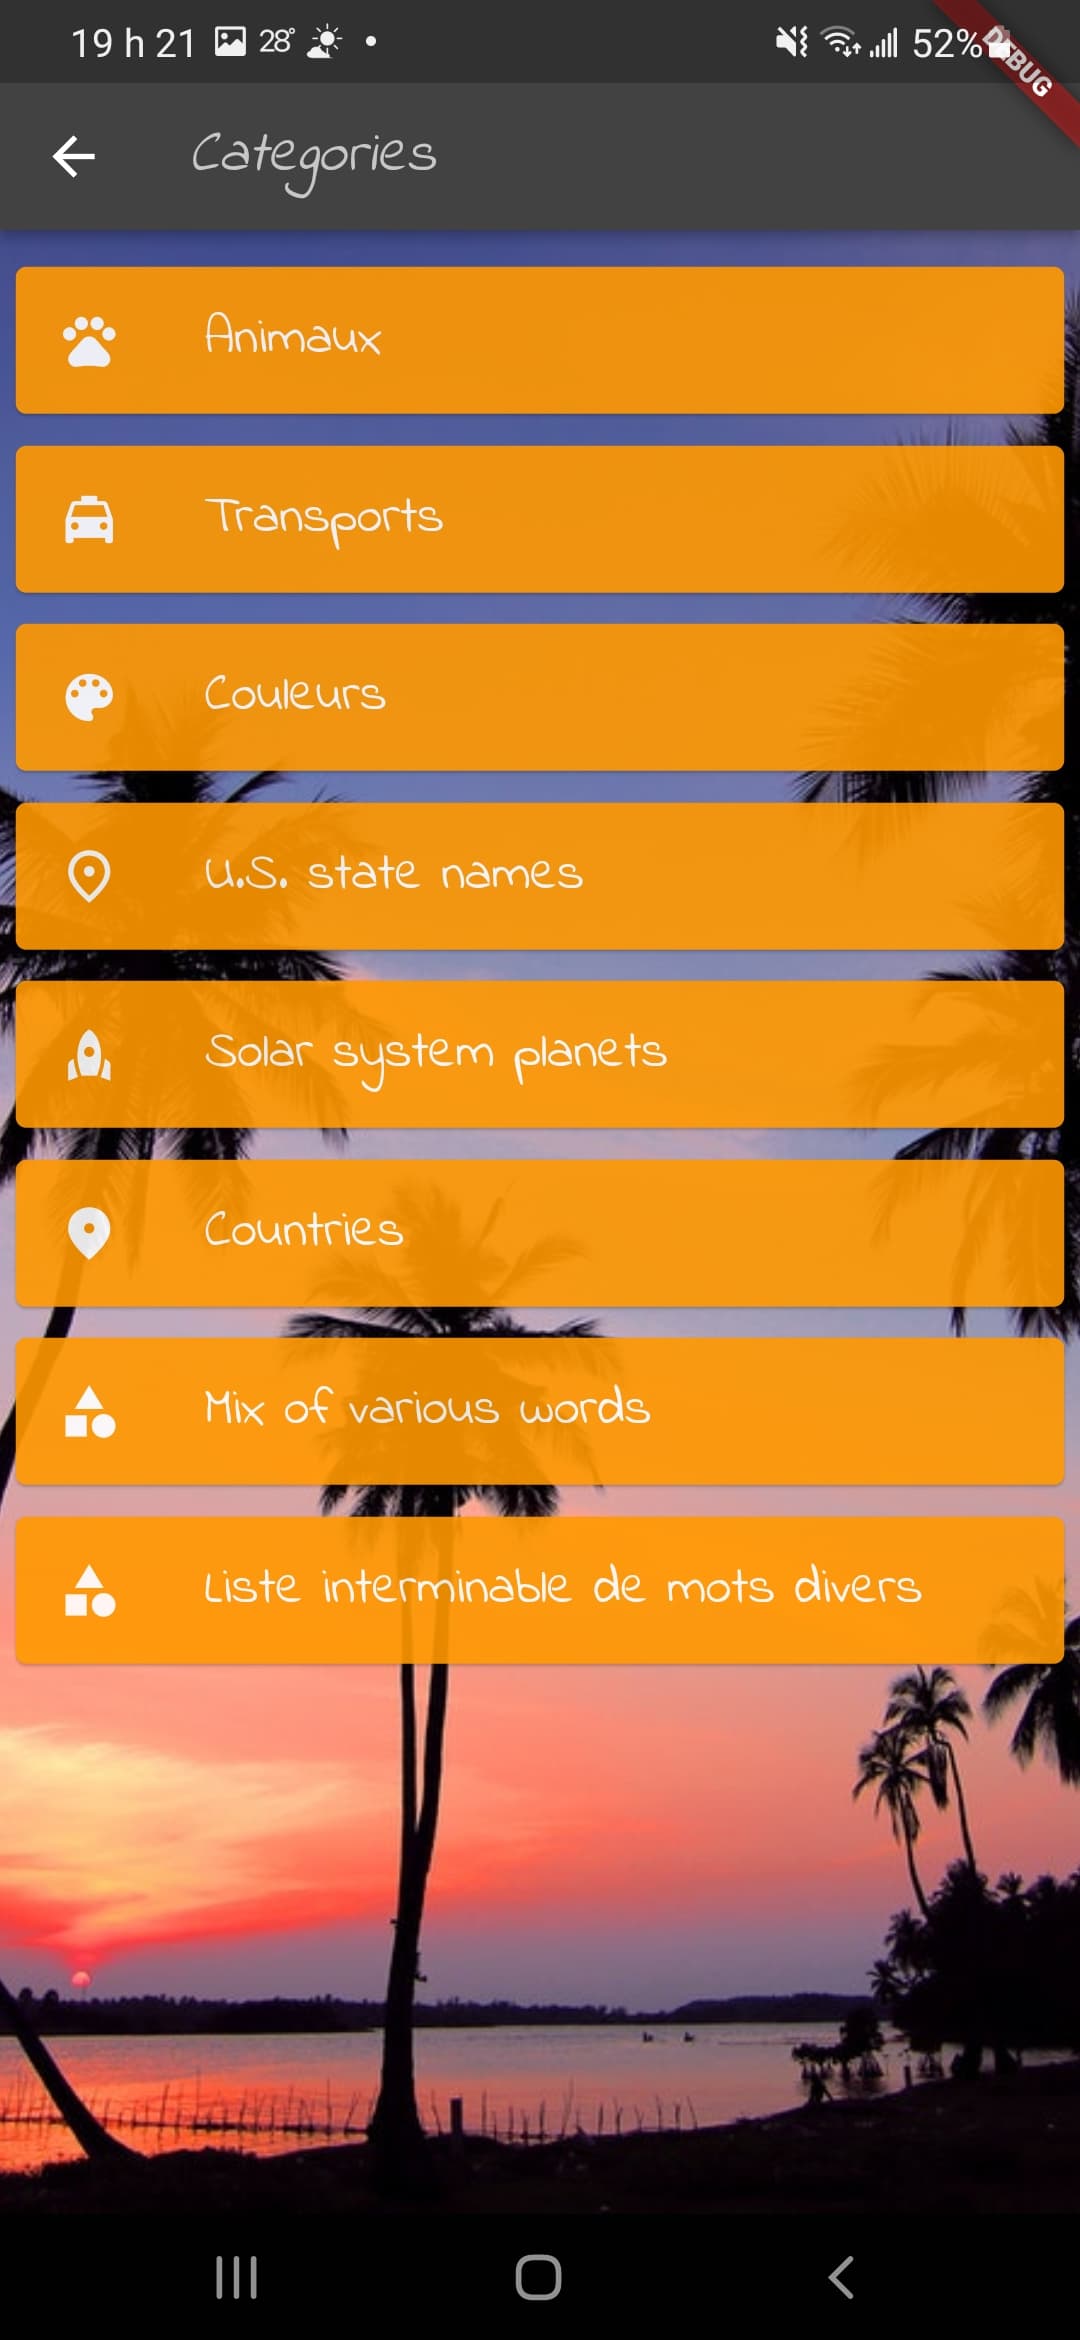 19 h 21 28° 52%
DEBUG
Categories
Animaux
Transports
Couleurs
U.S. state names
Solar system planets
Countries
Mix of various words
Liste interminable de mots divers